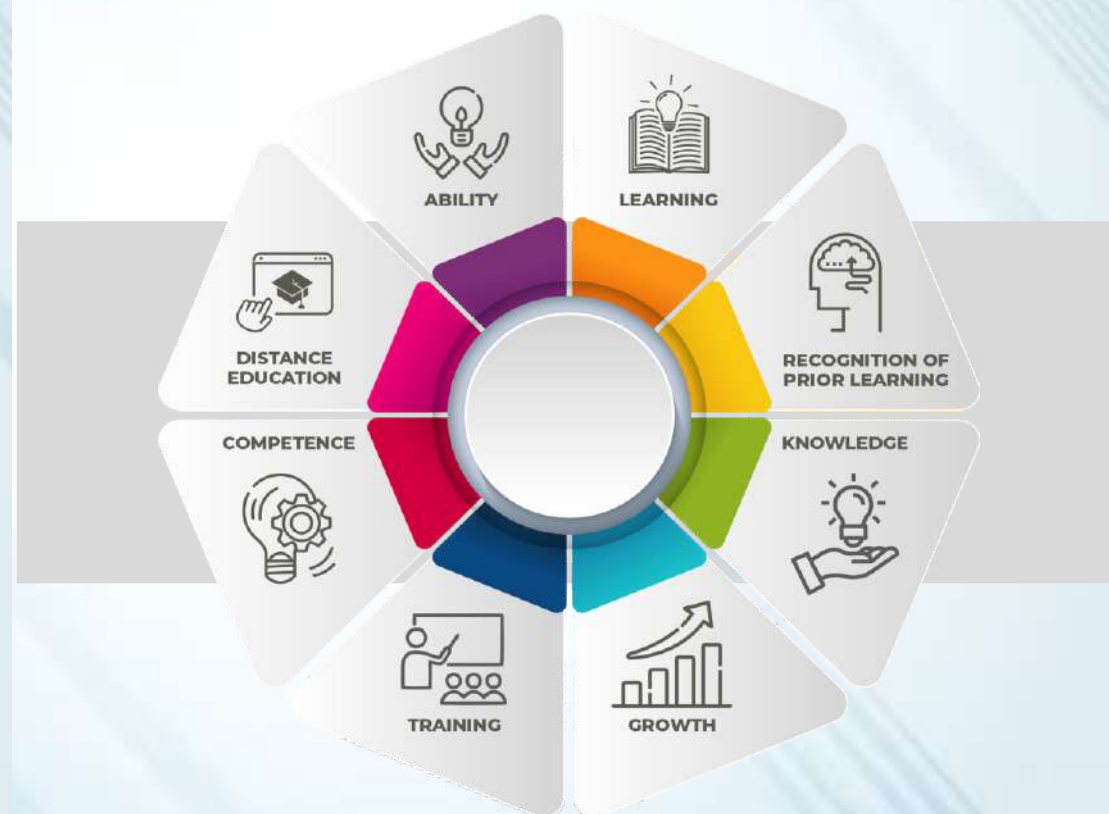 ABILITY
LEARNING
DISTANCE
EDUCATION
RECOGNITION OF
PRIOR LEARNING
COMPETENCE
KNOWLEDGE
TRAINING
GROWTH